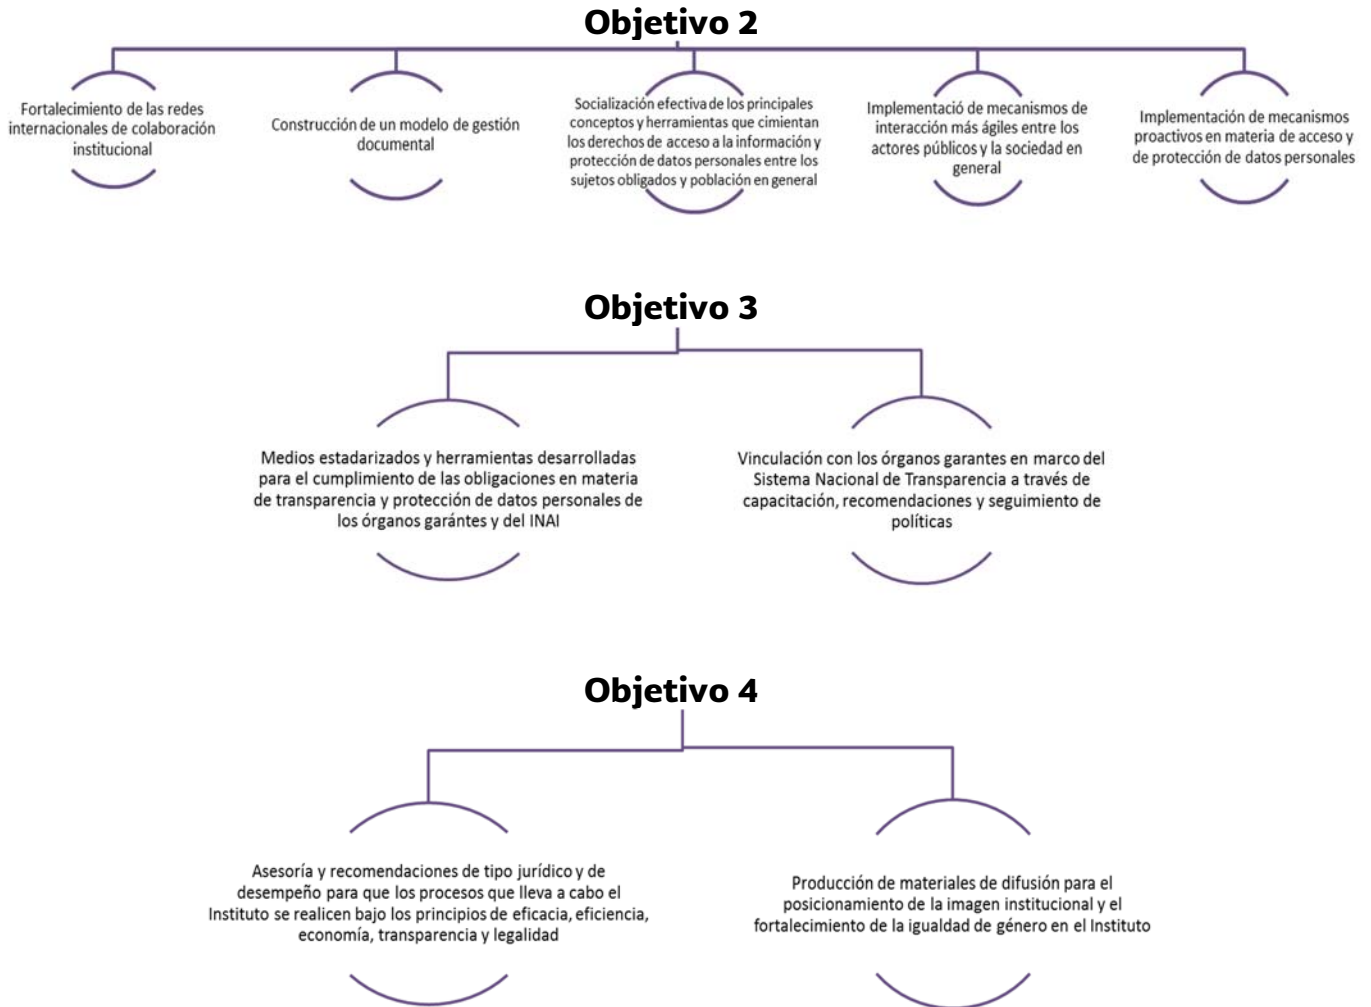 Objetivo 2
Fortalecimiento de las redes
internacionales de colaboración
institucional
Construcción de un modelo de gestión
documental
Socialización efectiva de los principales
conceptos y herramientas que cimientan
los derechos de acceso a la información y
protección de datos personales entre los
sujetos obligados y población en general
Implementació de mecanismos de
interacción más ágiles entre los
actores públicos y la sociedad en
general
Implementación de mecanismos
proactivos en materia de acceso y
de protección de datos personales
Objetivo 3
Medios estadarizados y herramientas desarrolladas
para el cumplimiento de las obligaciones en materia
de transparencia y protección de datos personales de
los órganos garántes y del INAI
Vinculación con los órganos garantes en marco del
Sistema Nacional de Transparencia a través de
capacitación, recomendaciones y seguimiento de
políticas
Objetivo 4
Asesoría y recomendaciones de tipo jurídico y de
desempeño para que los procesos que lleva a cabo el
Instituto se realicen bajo los principios de eficacia, eficiencia,
economía, transparencia y legalidad
Producción de materiales de difusión para el
posicionamiento de la imagen institucional y el
fortalecimiento de la igualdad de género en el Instituto